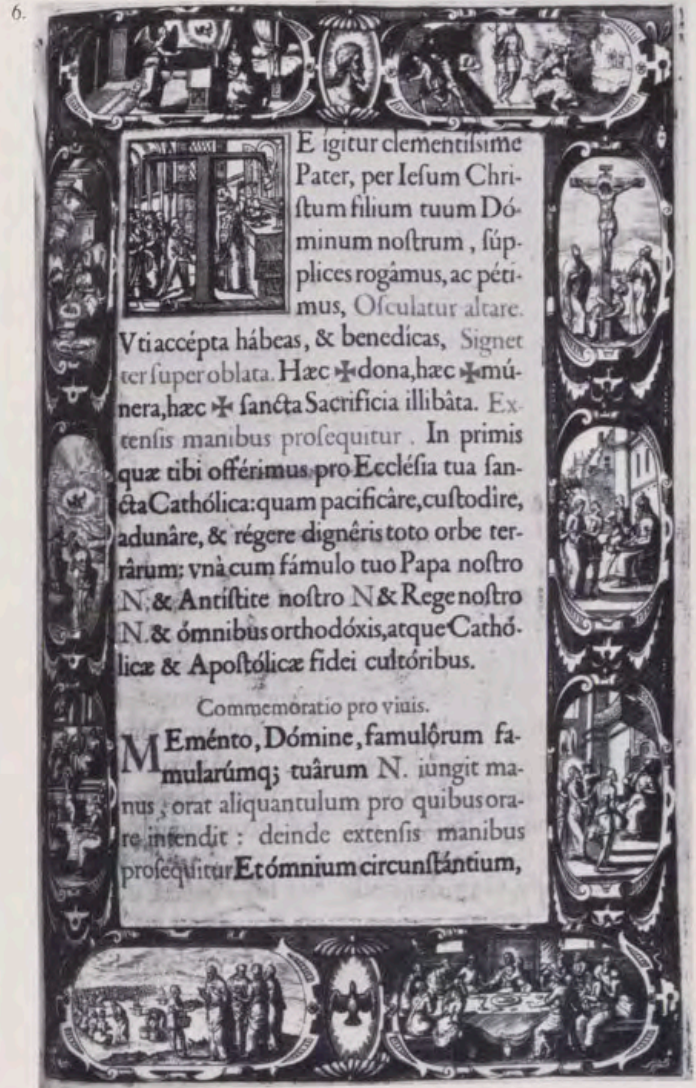 6.
TE igitur clementiſsime
Pater, per Ieſum Chri-
ſtum filium tuum Dó-
minum noſtrum, ſúp-
plices rogâmus, ac péti-
mus, Oſculatur altare.
Vti accépta hábeas, & benedícas, Signet
ter ſuper oblata. Hæc ✠ dona, hæc ✠ mú-
nera, hæc ✠ ſancta Sacrificia illibâta. Ex-
tenſis manibus proſequitur. In primis
quæ tibi offérimus pro Eccléſia tua ſan-
cta Cathólica: quam pacificâre, cuſtodîre,
adunâre, & régere dignêris toto orbe ter-
rârum: vnà cum fámulo tuo Papa noſtro
N. & Antíſtite noſtro N & Rege noſtro
N. & ómnibus orthodóxis, atque Cathó-
licæ & Apoſtólicæ fidei cultóribus.
Commemoratio pro viuis.
MEménto, Dómine, famulôrum fa-
mularúmq; tuârum N. iungit ma-
nus, orat aliquantulum pro quibus ora-
re intendit: deinde extenſis manibus
proſequitur Et ómnium circunſtántium,